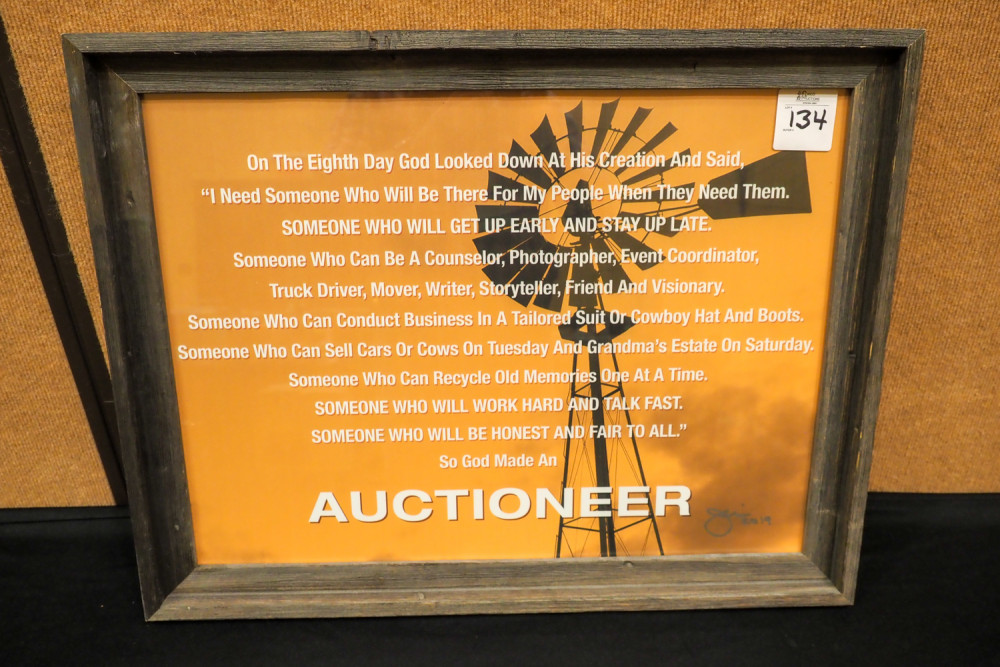 134
On The Eighth Day God Looked Down At His Creation And Said,
“I Need Someone Who Will Be There For My People When They Need Them.
SOMEONE WHO WILL GET UP EARLY AND STAY UP LATE.
Someone Who Can Be A Counselor, Photographer, Event Coordinator,
Truck Driver, Mover, Writer, Storyteller, Friend And Visionary.
Someone Who Can Conduct Business In A Tailored Suit Or Cowboy Hat And Boots.
Someone Who Can Sell Cars Or Cows On Tuesday And Grandma's Estate On Saturday.
Someone Who Can Recycle Old Memories One At A Time.
SOMEONE WHO WILL WORK HARD AND TALK FAST.
SOMEONE WHO WILL BE HONEST AND FAIR TO ALL.”
So God Made An
AUCTIONEER